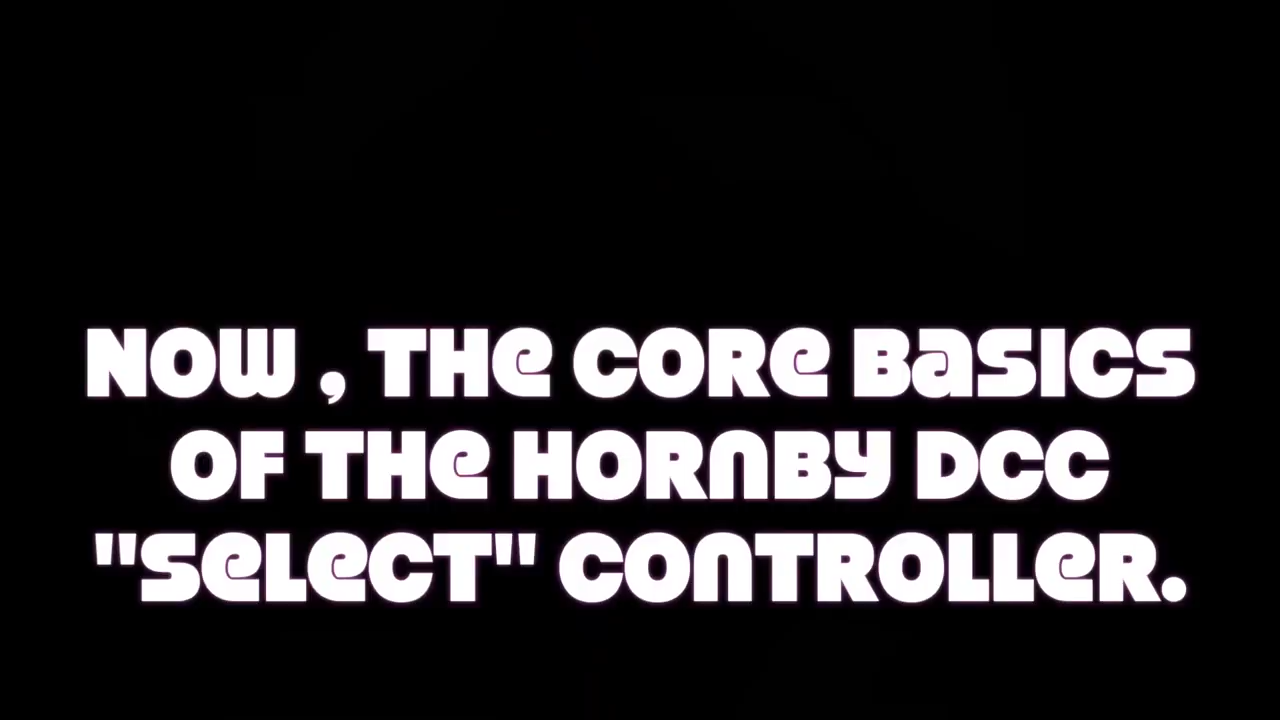 NOW , THe CORe BaSICS
OF THe HORNBY DCC
"SeLeCT" CONTROLLeR.